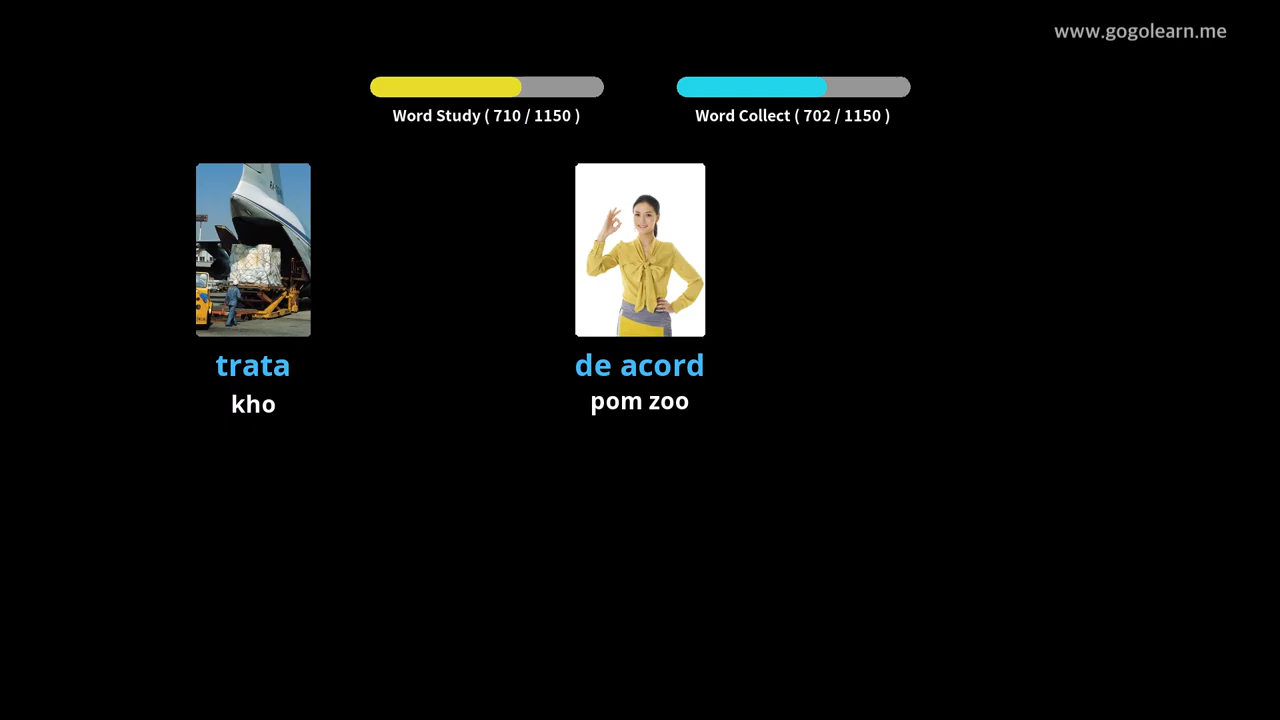 www.gogolearn.me
Word Study ( 710 / 1150 )
Word Collect ( 702 / 1150 )
trata
kho
de acord
pom zoo